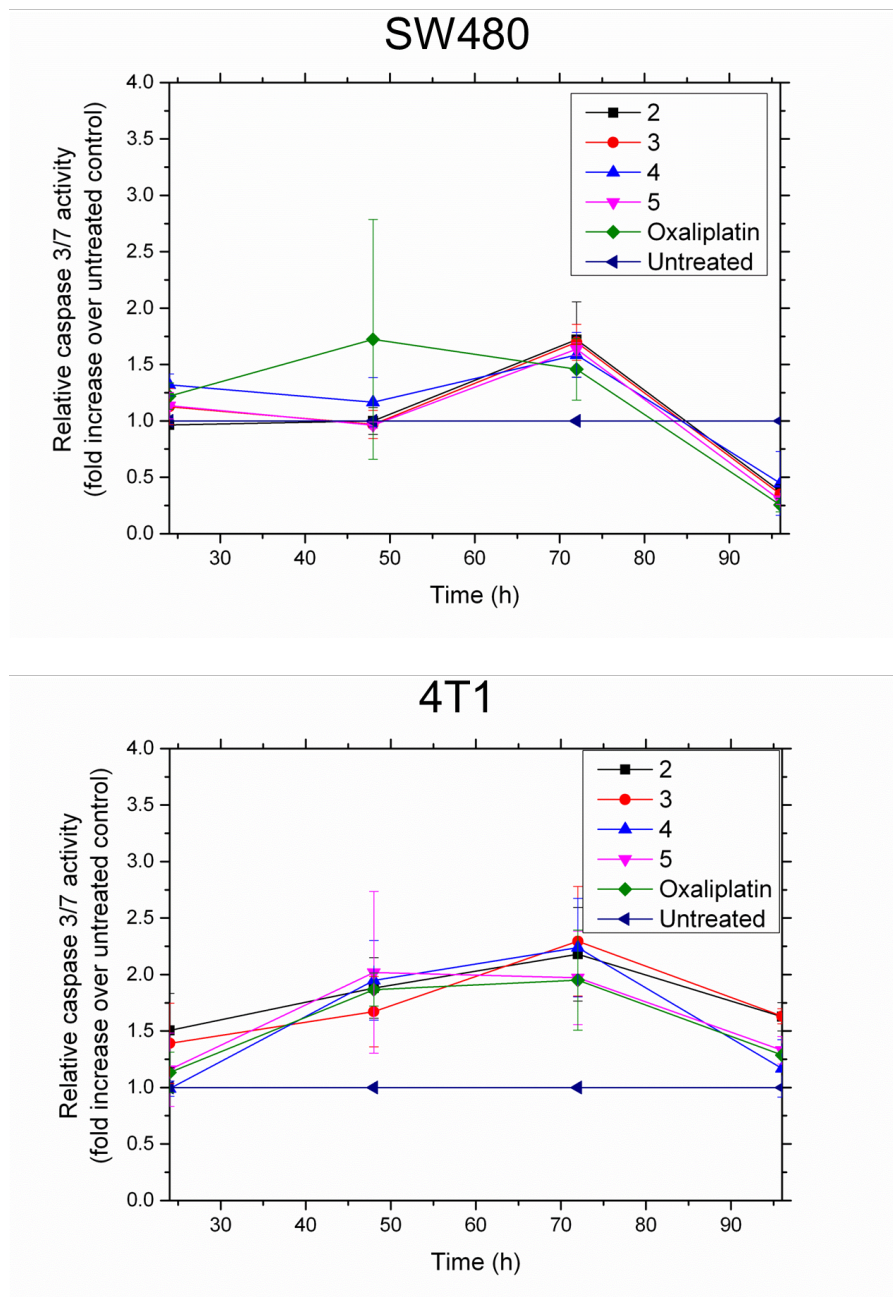 SW480
Relative caspase 3/7 activity
(fold increase over untreated control)
4.0
3.5
3.0
2.5
2.0
1.5
1.0
0.5
0.0
2
3
4
5
Oxaliplatin
Untreated
30 40 50 60 70 80 90
Time (h)
4T1
Relative caspase 3/7 activity
(fold increase over untreated control)
4.0
3.5
3.0
2.5
2.0
1.5
1.0
0.5
0.0
2
3
4
5
Oxaliplatin
Untreated
30 40 50 60 70 80 90
Time (h)